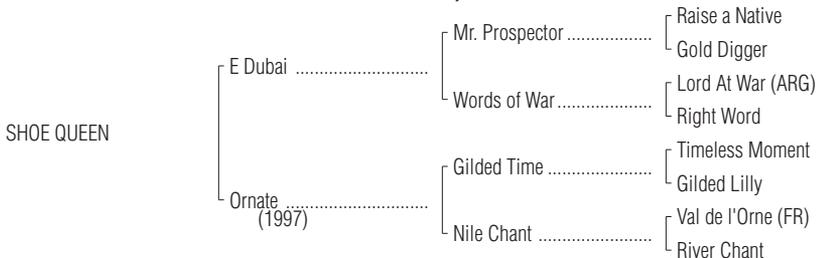 Raise a Native
Mr. Prospector ....................
Gold Digger
E Dubai ..............................
Lord At War (ARG)
Words of War......................
Right Word
SHOE QUEEN
Timeless Moment
Gilded Time ........................
Gilded Lilly
Ornate ................................
(1997)
Val de l'Orne (FR)
Nile Chant ..........................
River Chant